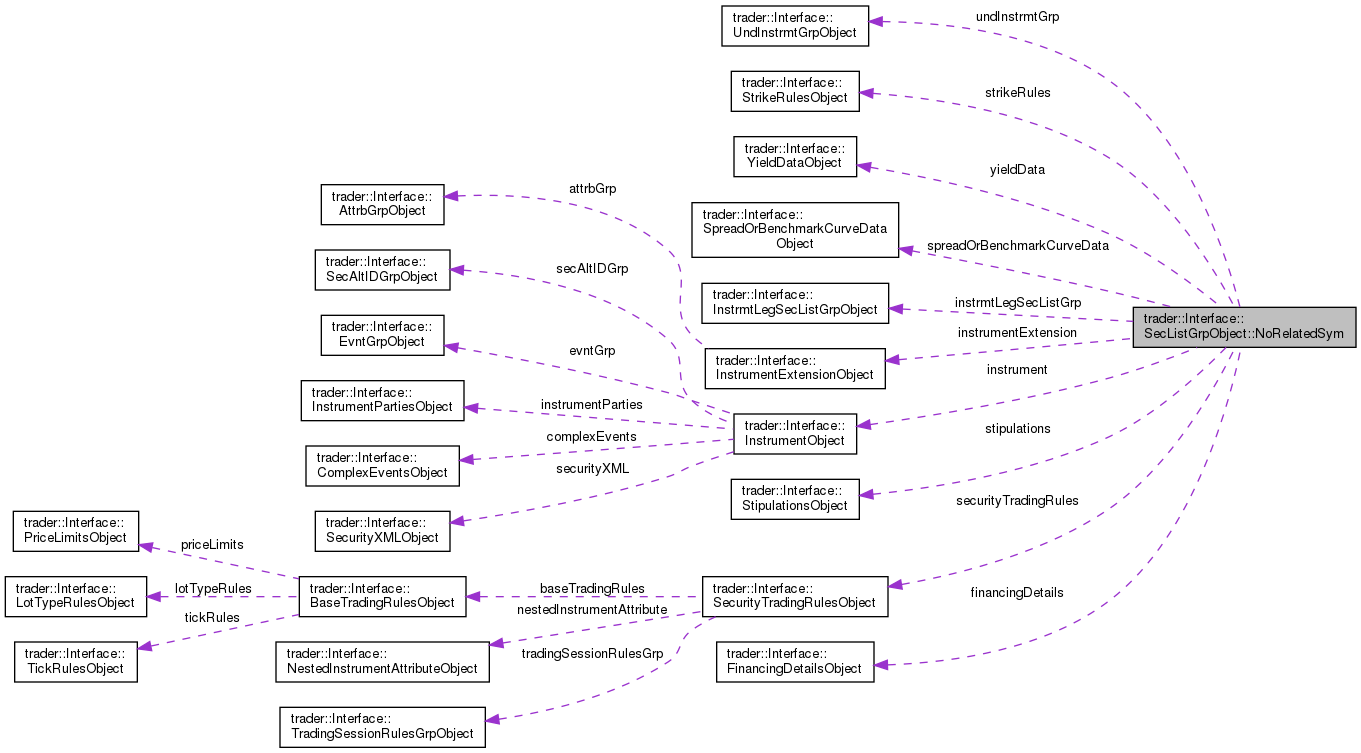 trader::Interface::
UndInstrmtGrpObject
undInstrmtGrp
trader::Interface::
StrikeRulesObject
strikeRules
trader::Interface::
YieldDataObject
yieldData
trader::Interface::
AttrbGrpObject
attrbGrp
trader::Interface::
SpreadOrBenchmarkCurveData
Object
spreadOrBenchmarkCurveData
trader::Interface::
SecAltIDGrpObject
secAltIDGrp
trader::Interface::
InstrmtLegSecListGrpObject
instrmtLegSecListGrp
trader::Interface::
SecListGrpObject::NoRelatedSym
trader::Interface::
EvntGrpObject
evntGrp
trader::Interface::
InstrumentExtensionObject
instrumentExtension
instrument
trader::Interface::
InstrumentPartiesObject
instrumentParties
trader::Interface::
InstrumentObject
stipulations
trader::Interface::
ComplexEventsObject
complexEvents
securityXML
trader::Interface::
StipulationsObject
securityTradingRules
trader::Interface::
PriceLimitsObject
priceLimits
trader::Interface::
SecurityXMLObject
trader::Interface::
LotTypeRulesObject
lotTypeRules
trader::Interface::
BaseTradingRulesObject
baseTradingRules
trader::Interface::
SecurityTradingRulesObject
financingDetails
nestedInstrumentAttribute
tickRules
trader::Interface::
TickRulesObject
trader::Interface::
NestedInstrumentAttributeObject
tradingSessionRulesGrp
trader::Interface::
FinancingDetailsObject
trader::Interface::
TradingSessionRulesGrpObject